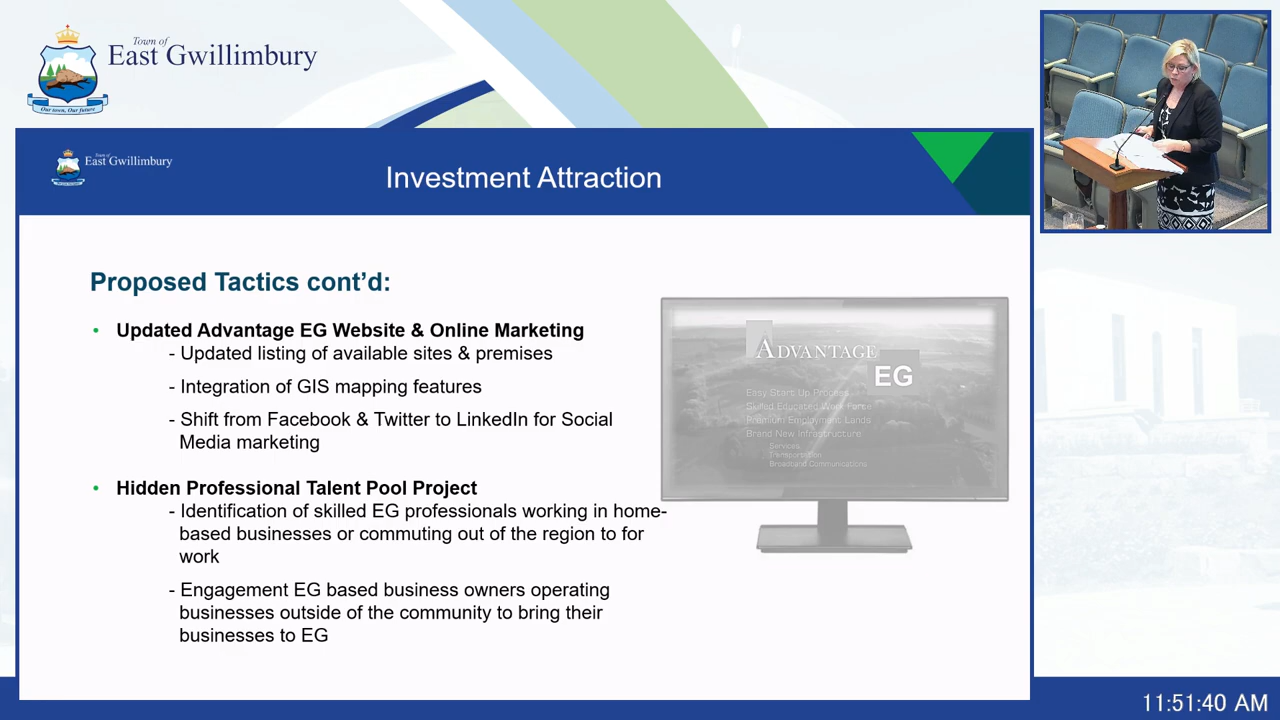 Town of
East Gwillimbury
Our town, Our future
Town of
East Gwillimbury
Investment Attraction
Proposed Tactics cont’d:
• Updated Advantage EG Website & Online Marketing
- Updated listing of available sites & premises
- Integration of GIS mapping features
- Shift from Facebook & Twitter to LinkedIn for Social
Media marketing
• Hidden Professional Talent Pool Project
- Identification of skilled EG professionals working in home-
based businesses or commuting out of the region to for
work
- Engagement EG based business owners operating
businesses outside of the community to bring their
businesses to EG
ADVANTAGE
EG
Easy Start Up Process
Skilled Educated Work Force
Premium Employment Lands
Brand New Infrastructure
Services
Transportation
Broadband Communications
11:51:40 AM